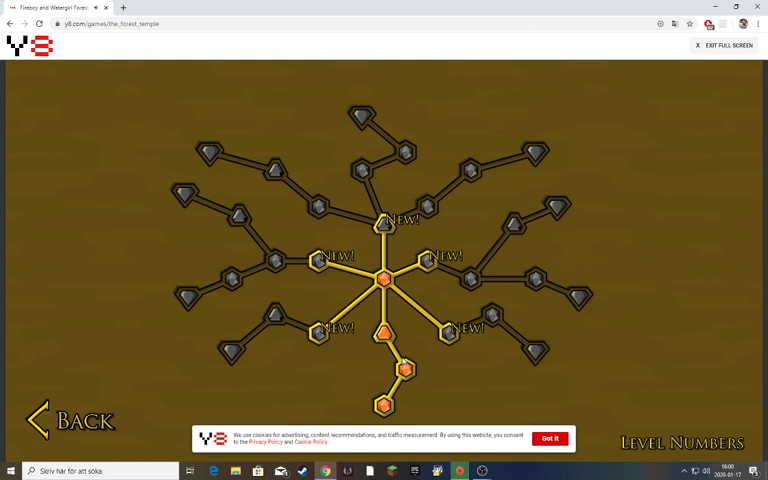 Fireboy and Watergirl Fores
y8.com/games/the_forest_temple
Y8
X EXIT FULL SCREEN
New!
New!
New!
New!
New!
Back
Level Numbers
Y8
We use cookies for advertising, content recommendations, and traffic measurement. By using this website, you consent
to the Privacy Policy and Cookie Policy.
Got it
Skriv här för att söka
16:00
2020-01-17